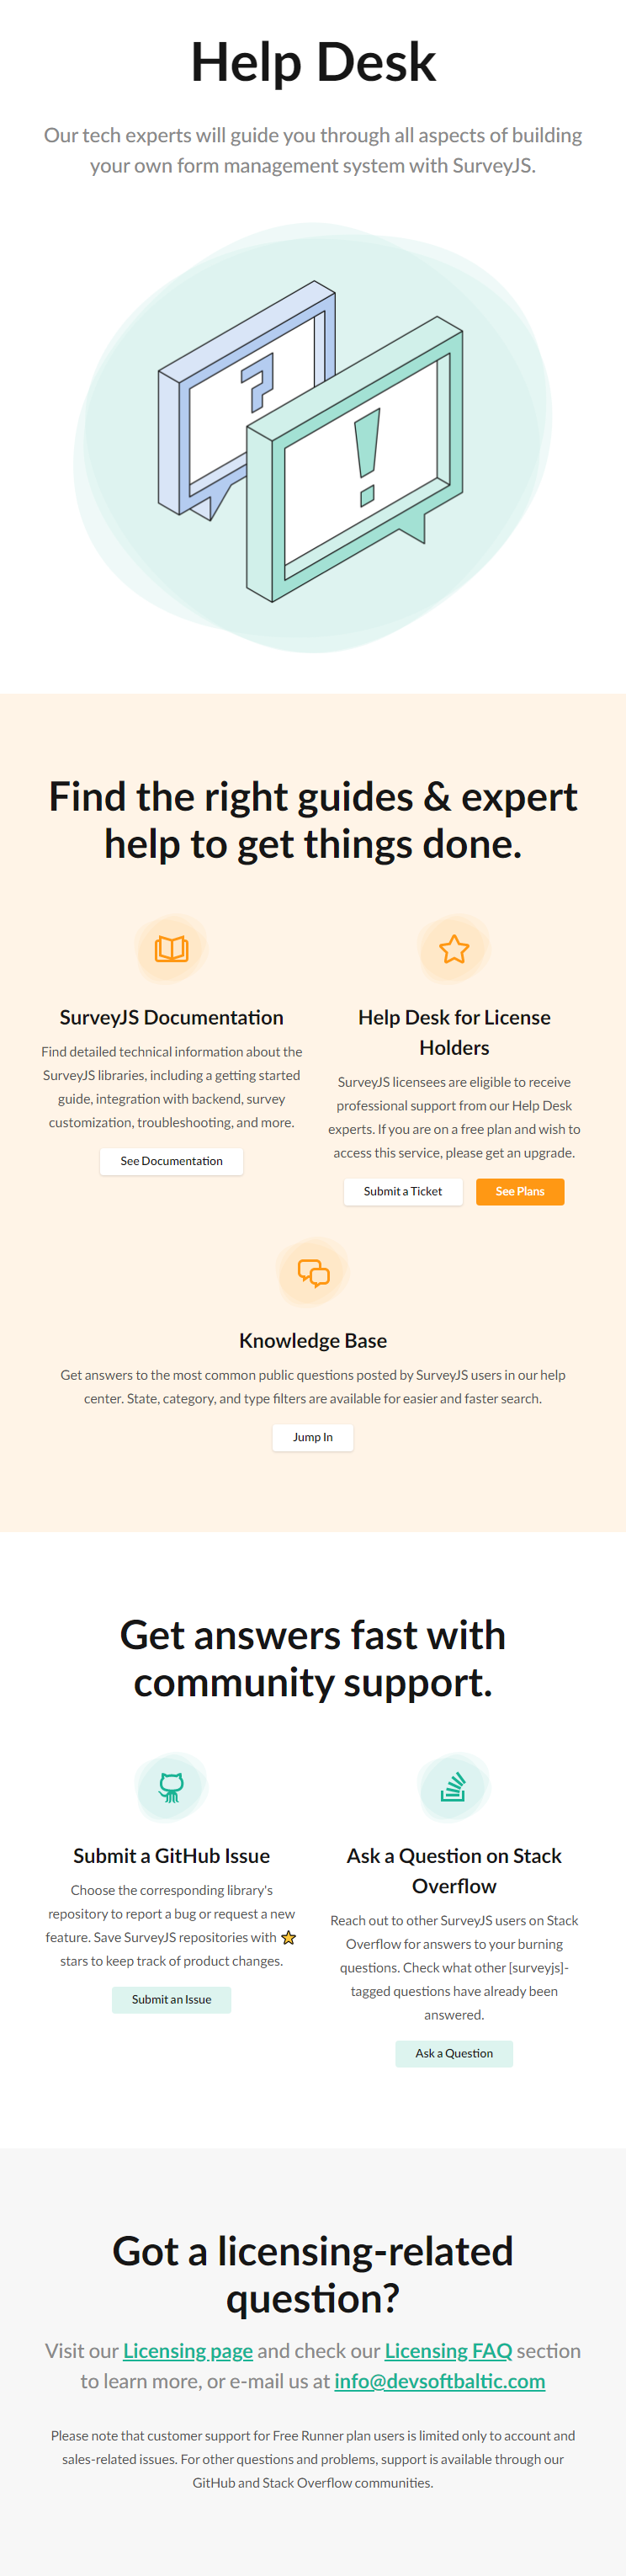 Help Desk
Our tech experts will guide you through all aspects of building
your own form management system with SurveyJS.
?
!
Find the right guides & expert
help to get things done.
SurveyJS Documentation
Find detailed technical information about the
SurveyJS libraries, including a getting started
guide, integration with backend, survey
customization, troubleshooting, and more.
See Documentation
Help Desk for License
Holders
SurveyJS licensees are eligible to receive
professional support from our Help Desk
experts. If you are on a free plan and wish to
access this service, please get an upgrade.
Submit a Ticket
See Plans
Knowledge Base
Get answers to the most common public questions posted by SurveyJS users in our help
center. State, category, and type filters are available for easier and faster search.
Jump In
Get answers fast with
community support.
Submit a GitHub Issue
Choose the corresponding library's
repository to report a bug or request a new
feature. Save SurveyJS repositories with ⭐
stars to keep track of product changes.
Submit an Issue
Ask a Question on Stack
Overflow
Reach out to other SurveyJS users on Stack
Overflow for answers to your burning
questions. Check what other [surveyjs]-
tagged questions have already been
answered.
Ask a Question
Got a licensing-related
question?
Visit our Licensing page and check our Licensing FAQ section
to learn more, or e-mail us at info@devsoftbaltic.com
Please note that customer support for Free Runner plan users is limited only to account and
sales-related issues. For other questions and problems, support is available through our
GitHub and Stack Overflow communities.